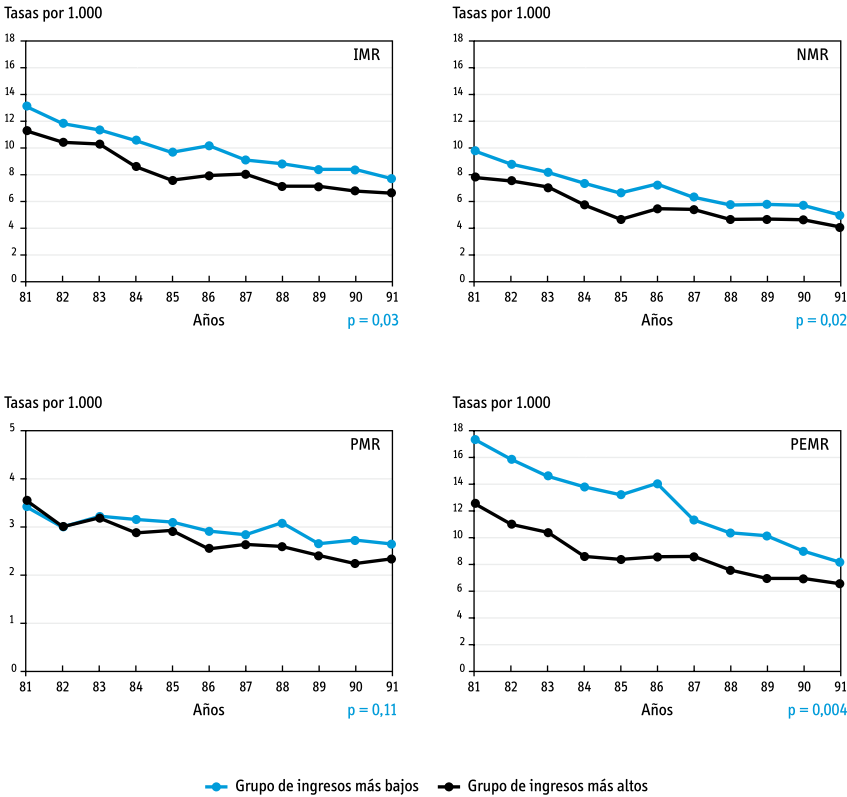 Tasas por 1.000
18
16
14
12
10
8
6
4
2
0
IMR
81 82 83 84 85 86 87 88 89 90 91
Años
p = 0,03
Tasas por 1.000
18
16
14
12
10
8
6
4
2
0
NMR
81 82 83 84 85 86 87 88 89 90 91
Años
p = 0,02
Tasas por 1.000
5
4
3
2
1
0
PMR
81 82 83 84 85 86 87 88 89 90 91
Años
p = 0,11
Tasas por 1.000
18
16
14
12
10
8
6
4
2
0
PEMR
81 82 83 84 85 86 87 88 89 90 91
Años
p = 0,004
Grupo de ingresos más bajos
Grupo de ingresos más altos